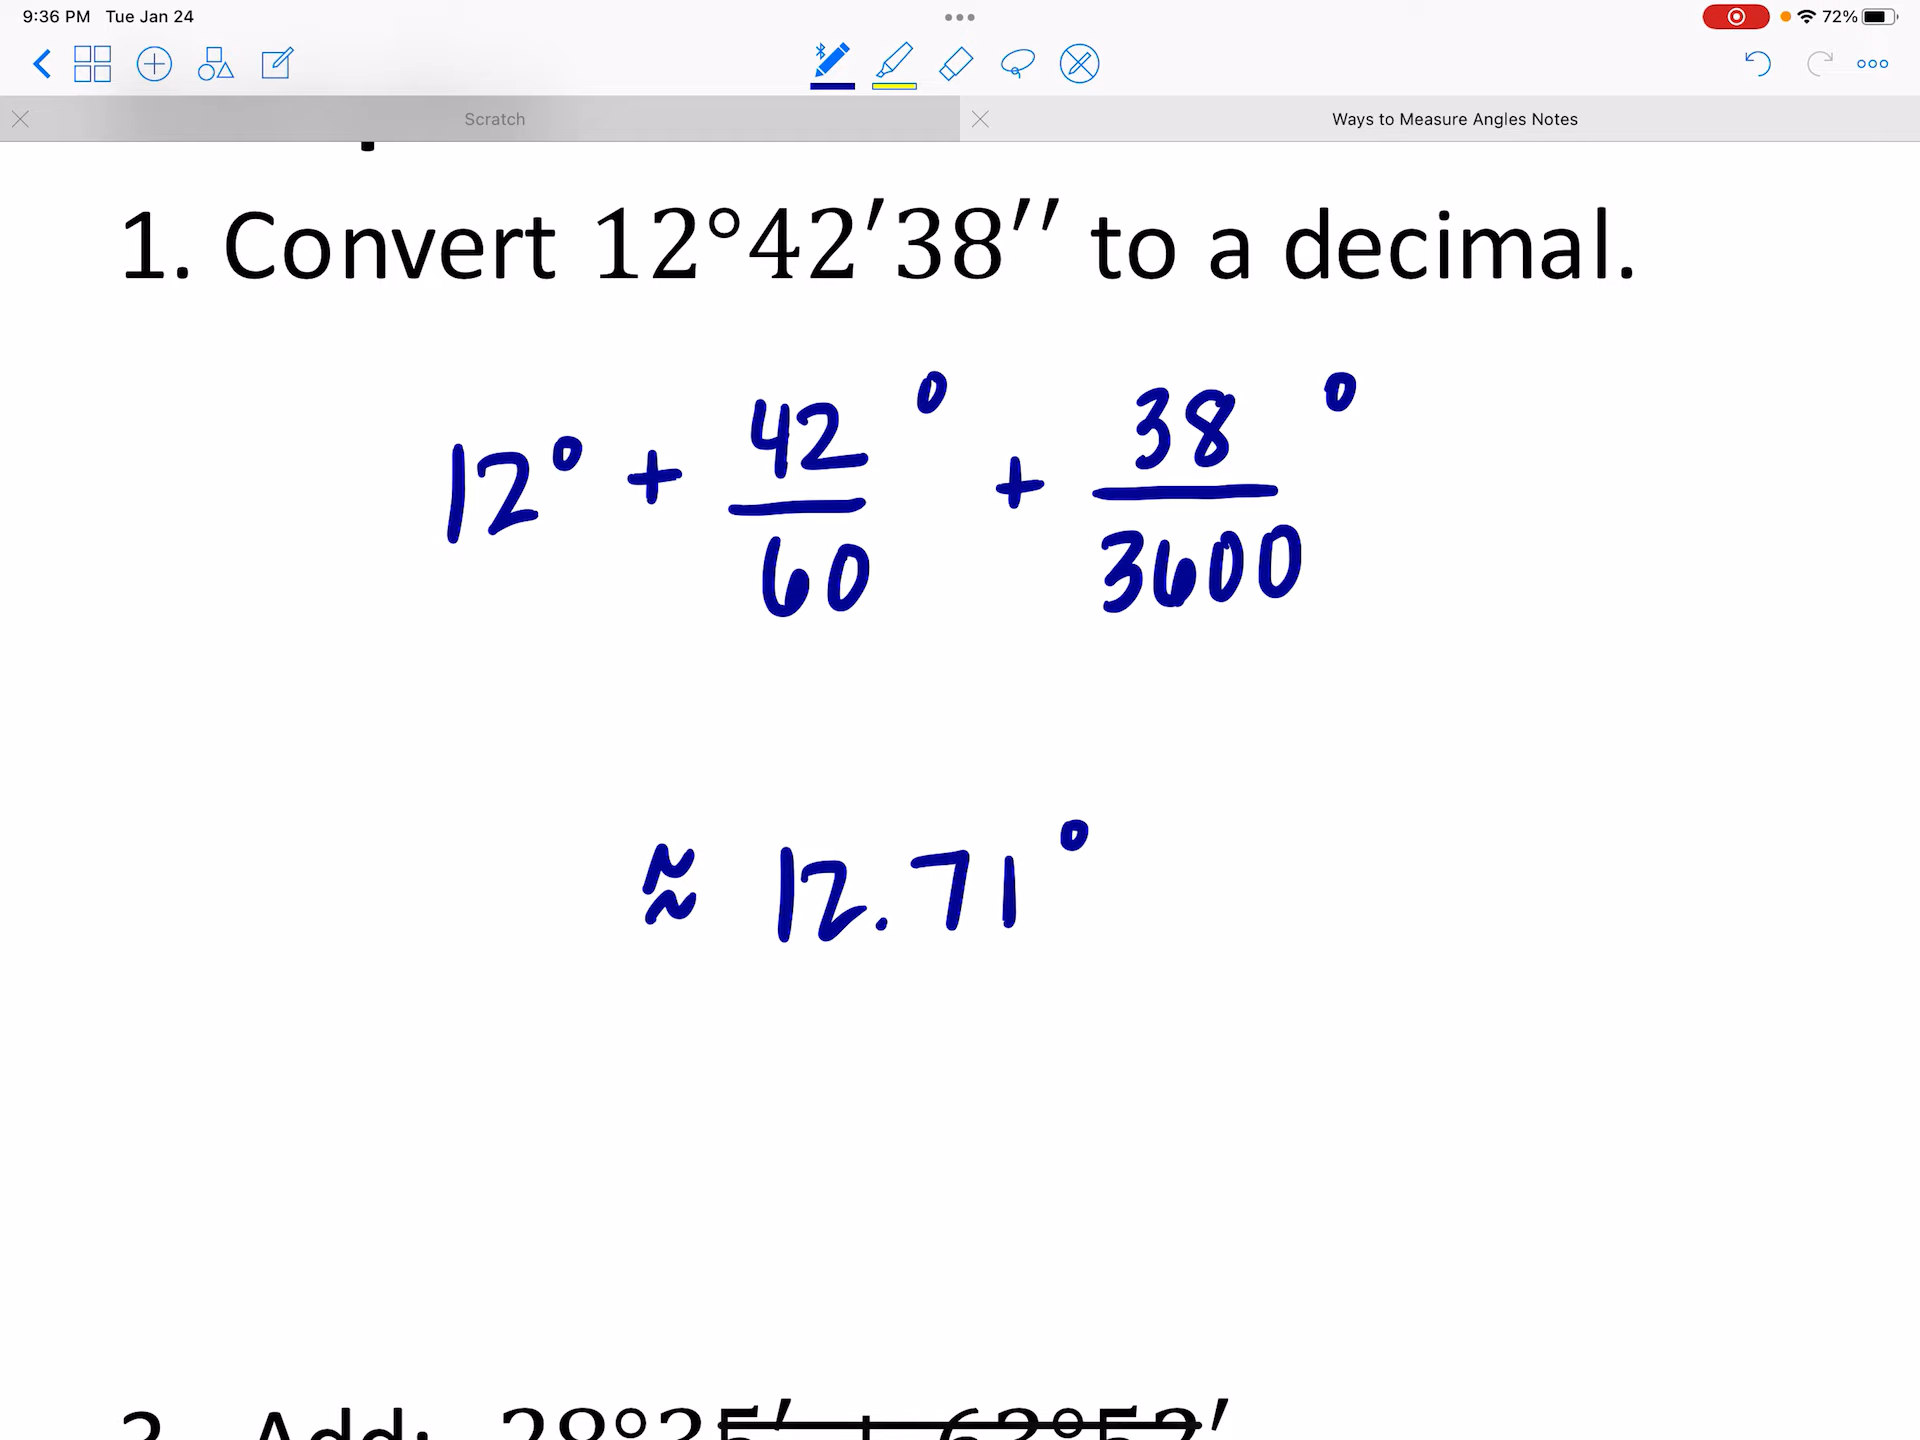 9:36 PM Tue Jan 24
72%
Scratch
Ways to Measure Angles Notes
1. Convert 12°42′38″ to a decimal.
12° + 42/60 ° + 38/3600 °
≈ 12.71°
Add: